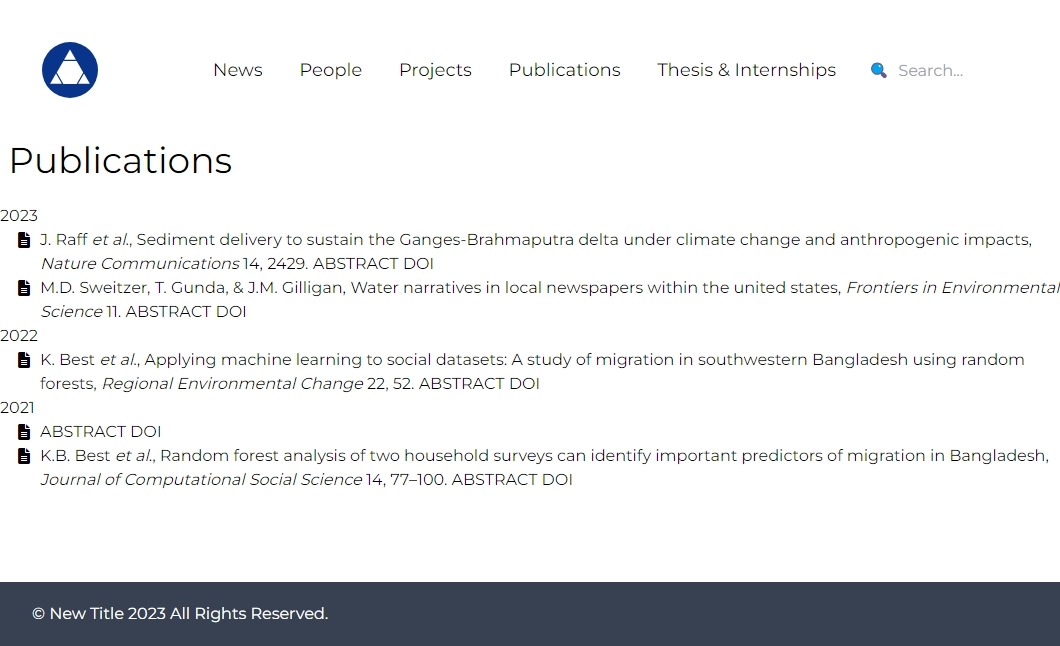 News People Projects Publications Thesis & Internships Search...
Publications
2023
J. Raff et al., Sediment delivery to sustain the Ganges-Brahmaputra delta under climate change and anthropogenic impacts,
Nature Communications 14, 2429. ABSTRACT DOI
M.D. Sweitzer, T. Gunda, & J.M. Gilligan, Water narratives in local newspapers within the united states, Frontiers in Environmental
Science 11. ABSTRACT DOI
2022
K. Best et al., Applying machine learning to social datasets: A study of migration in southwestern Bangladesh using random
forests, Regional Environmental Change 22, 52. ABSTRACT DOI
2021
ABSTRACT DOI
K.B. Best et al., Random forest analysis of two household surveys can identify important predictors of migration in Bangladesh,
Journal of Computational Social Science 14, 77–100. ABSTRACT DOI
© New Title 2023 All Rights Reserved.